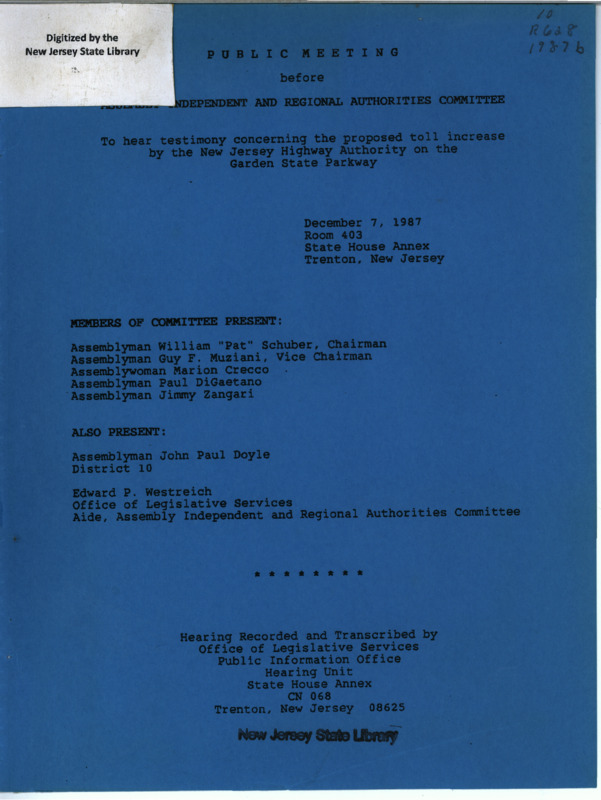 Digitized by the
New Jersey State Library
10
R628
1987b
PUBLIC MEETING
before
INDEPENDENT AND REGIONAL AUTHORITIES COMMITTEE
To hear testimony concerning the proposed toll increase
by the New Jersey Highway Authority on the
Garden State Parkway
December 7, 1987
Room 403
State House Annex
Trenton, New Jersey
MEMBERS OF COMMITTEE PRESENT:
Assemblyman William "Pat" Schuber, Chairman
Assemblyman Guy F. Muziani, Vice Chairman
Assemblywoman Marion Crecco
Assemblyman Paul DiGaetano
Assemblyman Jimmy Zangari
ALSO PRESENT:
Assemblyman John Paul Doyle
District 10
Edward P. Westreich
Office of Legislative Services
Aide, Assembly Independent and Regional Authorities Committee
* * * * * * * *
Hearing Recorded and Transcribed by
Office of Legislative Services
Public Information Office
Hearing Unit
State House Annex
CN 068
Trenton, New Jersey 08625
New Jersey State Library